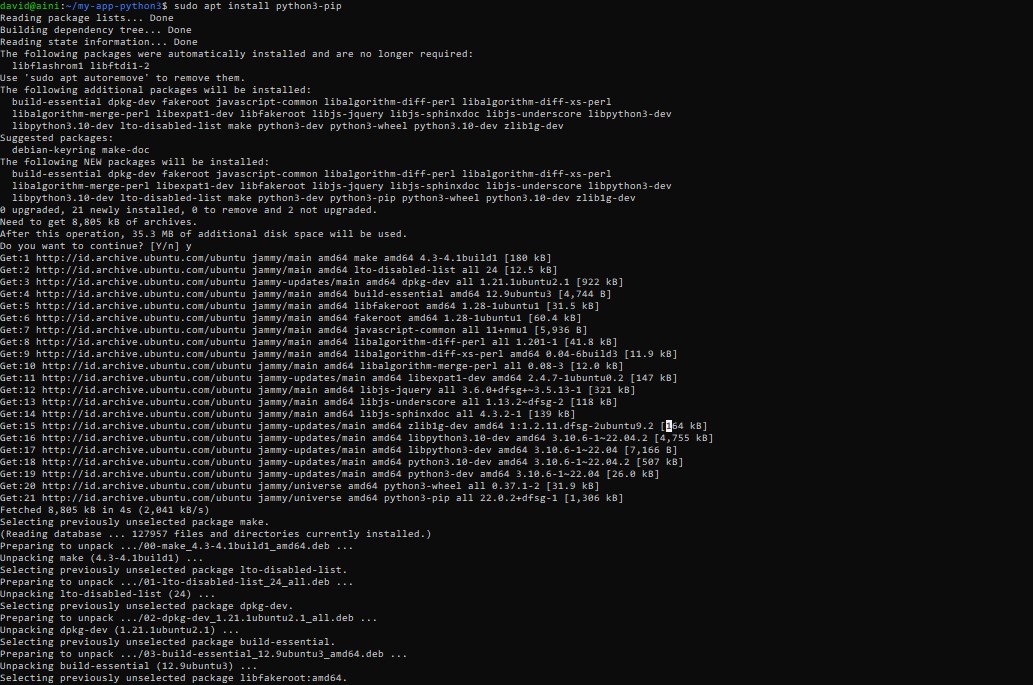 david@aini:~/my-app-python3$ sudo apt install python3-pip
Reading package lists... Done
Building dependency tree... Done
Reading state information... Done
The following packages were automatically installed and are no longer required:
  libflashrom1 libftdi1-2
Use 'sudo apt autoremove' to remove them.
The following additional packages will be installed:
  build-essential dpkg-dev fakeroot javascript-common libalgorithm-diff-perl libalgorithm-diff-xs-perl
  libalgorithm-merge-perl libexpat1-dev libfakeroot libjs-jquery libjs-sphinxdoc libjs-underscore libpython3-dev
  libpython3.10-dev lto-disabled-list make python3-dev python3-wheel python3.10-dev zlib1g-dev
Suggested packages:
  debian-keyring make-doc
The following NEW packages will be installed:
  build-essential dpkg-dev fakeroot javascript-common libalgorithm-diff-perl libalgorithm-diff-xs-perl
  libalgorithm-merge-perl libexpat1-dev libfakeroot libjs-jquery libjs-sphinxdoc libjs-underscore libpython3-dev
  libpython3.10-dev lto-disabled-list make python3-dev python3-pip python3-wheel python3.10-dev zlib1g-dev
0 upgraded, 21 newly installed, 0 to remove and 2 not upgraded.
Need to get 8,805 kB of archives.
After this operation, 35.3 MB of additional disk space will be used.
Do you want to continue? [Y/n] y
Get:1 http://id.archive.ubuntu.com/ubuntu jammy/main amd64 make amd64 4.3-4.1build1 [180 kB]
Get:2 http://id.archive.ubuntu.com/ubuntu jammy/main amd64 lto-disabled-list all 24 [12.5 kB]
Get:3 http://id.archive.ubuntu.com/ubuntu jammy-updates/main amd64 dpkg-dev all 1.21.1ubuntu2.1 [922 kB]
Get:4 http://id.archive.ubuntu.com/ubuntu jammy/main amd64 build-essential amd64 12.9ubuntu3 [4,744 B]
Get:5 http://id.archive.ubuntu.com/ubuntu jammy/main amd64 libfakeroot amd64 1.28-1ubuntu1 [31.5 kB]
Get:6 http://id.archive.ubuntu.com/ubuntu jammy/main amd64 fakeroot amd64 1.28-1ubuntu1 [60.4 kB]
Get:7 http://id.archive.ubuntu.com/ubuntu jammy/main amd64 javascript-common all 11+nmu1 [5,936 B]
Get:8 http://id.archive.ubuntu.com/ubuntu jammy/main amd64 libalgorithm-diff-perl all 1.201-1 [41.8 kB]
Get:9 http://id.archive.ubuntu.com/ubuntu jammy/main amd64 libalgorithm-diff-xs-perl amd64 0.04-6build3 [11.9 kB]
Get:10 http://id.archive.ubuntu.com/ubuntu jammy/main amd64 libalgorithm-merge-perl all 0.08-3 [12.0 kB]
Get:11 http://id.archive.ubuntu.com/ubuntu jammy-updates/main amd64 libexpat1-dev amd64 2.4.7-1ubuntu0.2 [147 kB]
Get:12 http://id.archive.ubuntu.com/ubuntu jammy/main amd64 libjs-jquery all 3.6.0+dfsg+~3.5.13-1 [321 kB]
Get:13 http://id.archive.ubuntu.com/ubuntu jammy/main amd64 libjs-underscore all 1.13.2~dfsg-2 [118 kB]
Get:14 http://id.archive.ubuntu.com/ubuntu jammy/main amd64 libjs-sphinxdoc all 4.3.2-1 [139 kB]
Get:15 http://id.archive.ubuntu.com/ubuntu jammy-updates/main amd64 zlib1g-dev amd64 1:1.2.11.dfsg-2ubuntu9.2 [164 kB]
Get:16 http://id.archive.ubuntu.com/ubuntu jammy-updates/main amd64 libpython3.10-dev amd64 3.10.6-1~22.04.2 [4,755 kB]
Get:17 http://id.archive.ubuntu.com/ubuntu jammy-updates/main amd64 libpython3-dev amd64 3.10.6-1~22.04 [7,166 B]
Get:18 http://id.archive.ubuntu.com/ubuntu jammy-updates/main amd64 python3.10-dev amd64 3.10.6-1~22.04.2 [507 kB]
Get:19 http://id.archive.ubuntu.com/ubuntu jammy-updates/main amd64 python3-dev amd64 3.10.6-1~22.04 [26.0 kB]
Get:20 http://id.archive.ubuntu.com/ubuntu jammy/universe amd64 python3-wheel all 0.37.1-2 [31.9 kB]
Get:21 http://id.archive.ubuntu.com/ubuntu jammy/universe amd64 python3-pip all 22.0.2+dfsg-1 [1,306 kB]
Fetched 8,805 kB in 4s (2,041 kB/s)
Selecting previously unselected package make.
(Reading database ... 127957 files and directories currently installed.)
Preparing to unpack .../00-make_4.3-4.1build1_amd64.deb ...
Unpacking make (4.3-4.1build1) ...
Selecting previously unselected package lto-disabled-list.
Preparing to unpack .../01-lto-disabled-list_24_all.deb ...
Unpacking lto-disabled-list (24) ...
Selecting previously unselected package dpkg-dev.
Preparing to unpack .../02-dpkg-dev_1.21.1ubuntu2.1_all.deb ...
Unpacking dpkg-dev (1.21.1ubuntu2.1) ...
Selecting previously unselected package build-essential.
Preparing to unpack .../03-build-essential_12.9ubuntu3_amd64.deb ...
Unpacking build-essential (12.9ubuntu3) ...
Selecting previously unselected package libfakeroot:amd64.